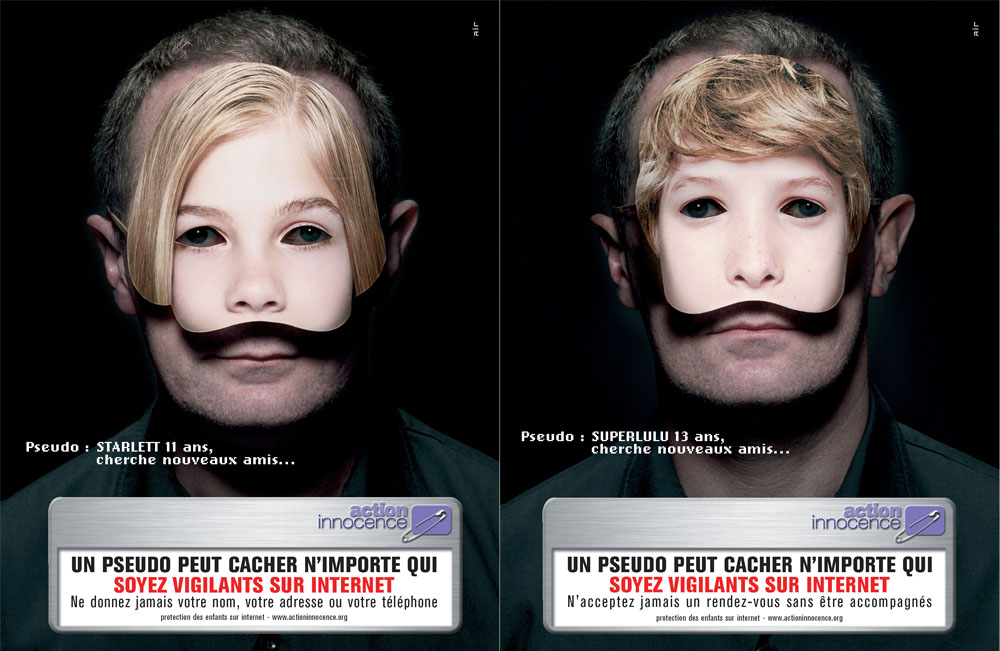 air
Pseudo : STARLETT 11 ans,
cherche nouveaux amis...
action
innocence
UN PSEUDO PEUT CACHER N'IMPORTE QUI
SOYEZ VIGILANTS SUR INTERNET
Ne donnez jamais votre nom, votre adresse ou votre téléphone
protection des enfants sur internet - www.actioninnocence.org
air
Pseudo : SUPERLULU 13 ans,
cherche nouveaux amis...
action
innocence
UN PSEUDO PEUT CACHER N'IMPORTE QUI
SOYEZ VIGILANTS SUR INTERNET
N'acceptez jamais un rendez-vous sans être accompagnés
protection des enfants sur internet - www.actioninnocence.org